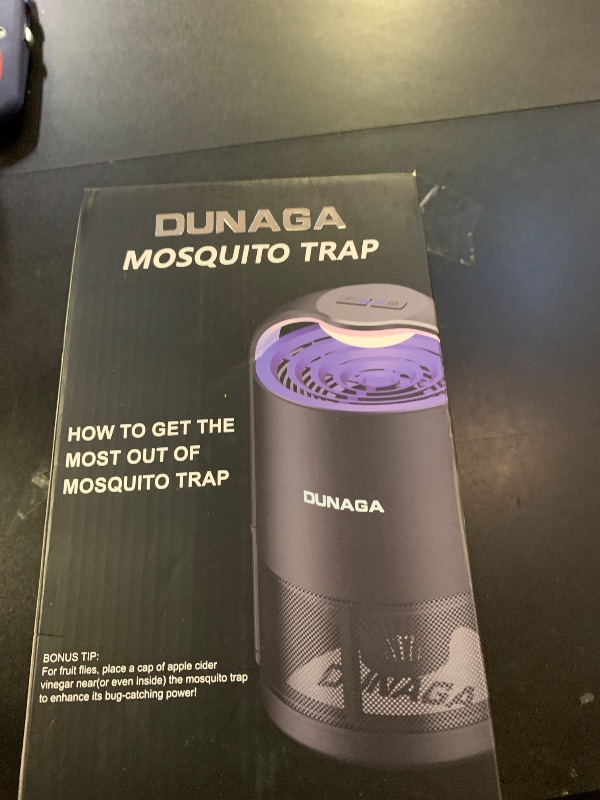 DUNAGA
MOSQUITO TRAP
HOW TO GET THE
MOST OUT OF
MOSQUITO TRAP
DUNAGA
DUNAGA
BONUS TIP:
For fruit flies, place a cap of apple cider
vinegar near(or even inside) the mosquito trap
to enhance its bug-catching power!